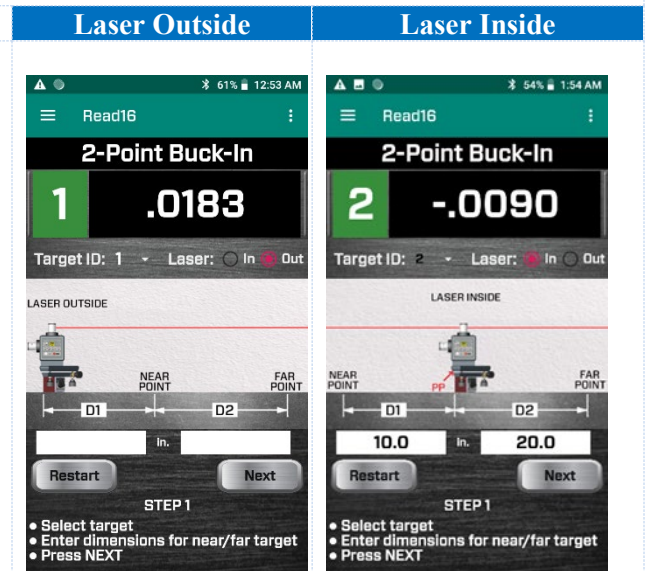 Laser Outside
Laser Inside
61% 12:53 AM
Read16
2-Point Buck-In
1 .0183
Target ID: 1 Laser: In Out
LASER OUTSIDE
NEAR POINT
FAR POINT
D1 D2
In.
Restart Next
STEP 1
• Select target
• Enter dimensions for near/far target
• Press NEXT
54% 1:54 AM
Read16
2-Point Buck-In
2 -.0090
Target ID: 2 Laser: In Out
LASER INSIDE
NEAR POINT
PP
FAR POINT
D1 D2
10.0 In. 20.0
Restart Next
STEP 1
• Select target
• Enter dimensions for near/far target
• Press NEXT